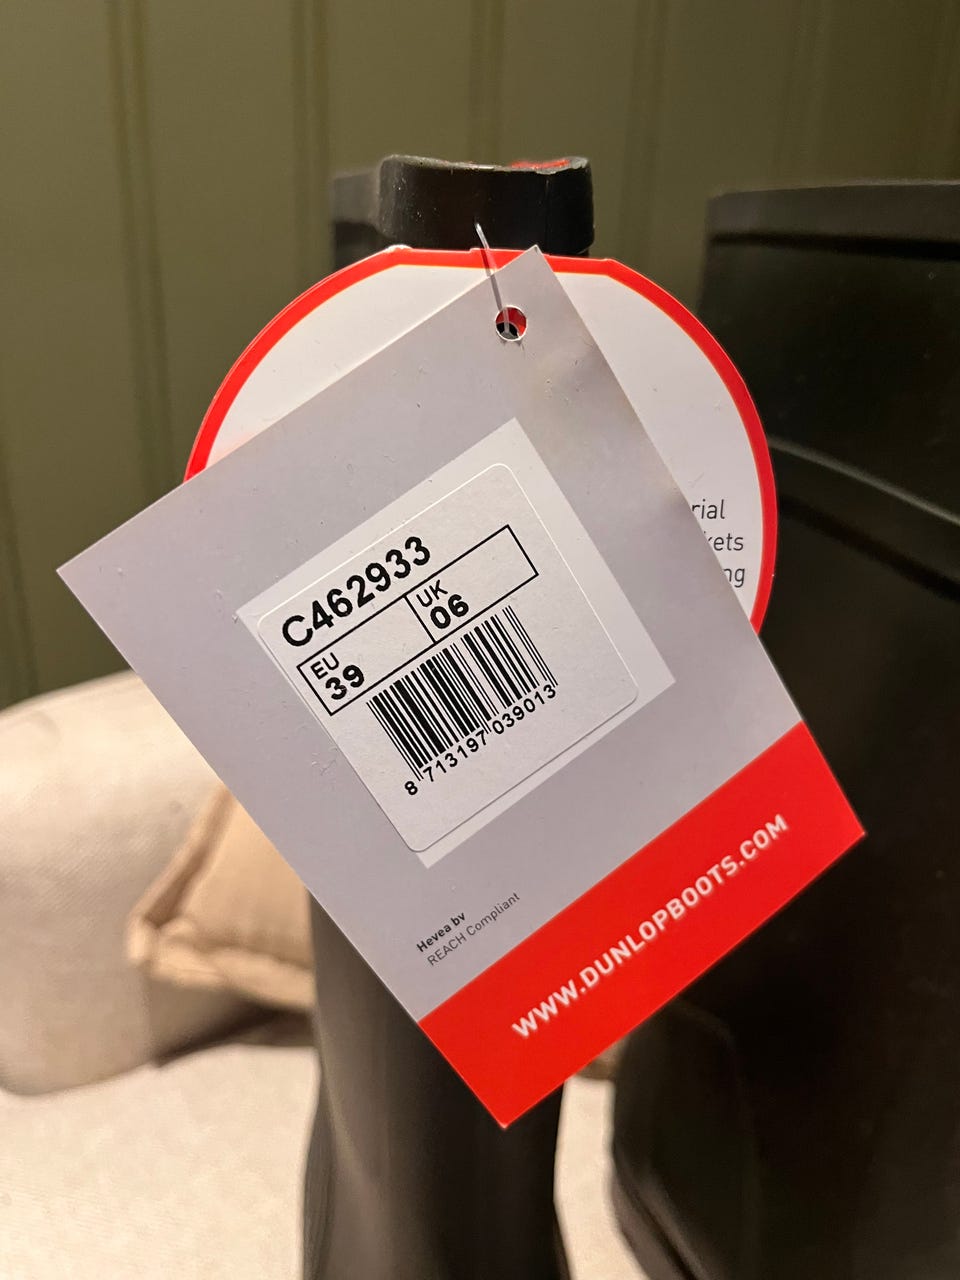 C462933
EU
39
UK
06
8 713197 039013
Hevea bv
REACH Compliant
WWW.DUNLOPBOOTS.COM